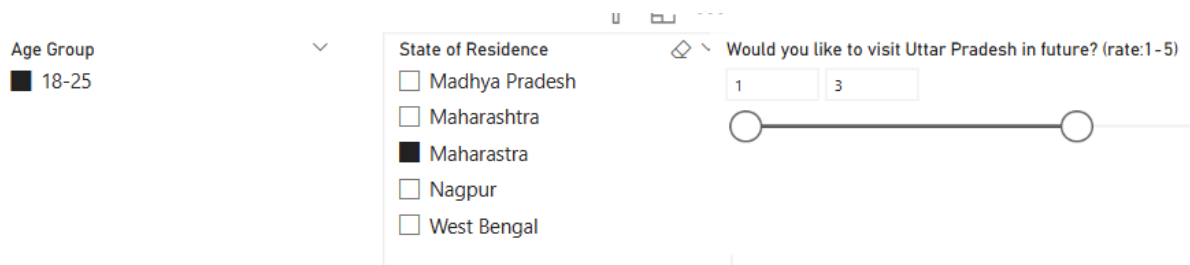 Age Group
18-25
State of Residence
Madhya Pradesh
Maharashtra
Maharastra
Nagpur
West Bengal
Would you like to visit Uttar Pradesh in future? (rate:1-5)
1
3